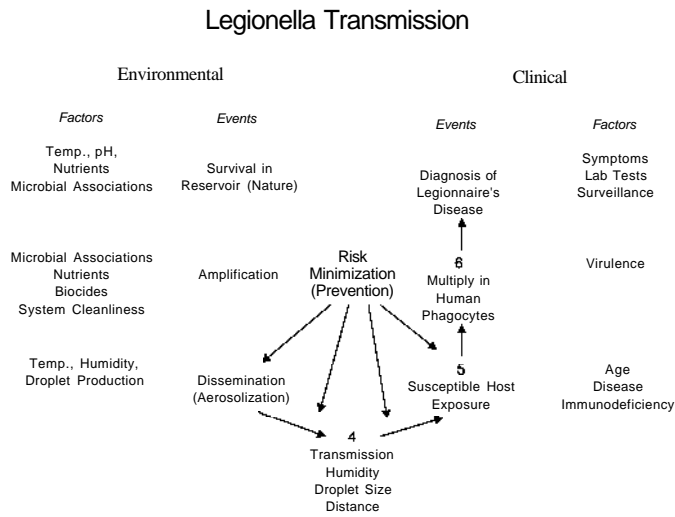 Legionella Transmission
Environmental
Clinical
Factors
Events
Events
Factors
Temp., pH,
Nutrients
Microbial Associations
Survival in
Reservoir (Nature)
Diagnosis of
Legionnaire's
Disease
Symptoms
Lab Tests
Surveillance
Microbial Associations
Nutrients
Biocides
System Cleanliness
Amplification
Risk
Minimization
(Prevention)
6
Multiply in
Human
Phagocytes
Virulence
Temp., Humidity,
Droplet Production
Dissemination
(Aerosolization)
5
Susceptible Host
Exposure
Age
Disease
Immunodeficiency
4
Transmission
Humidity
Droplet Size
Distance